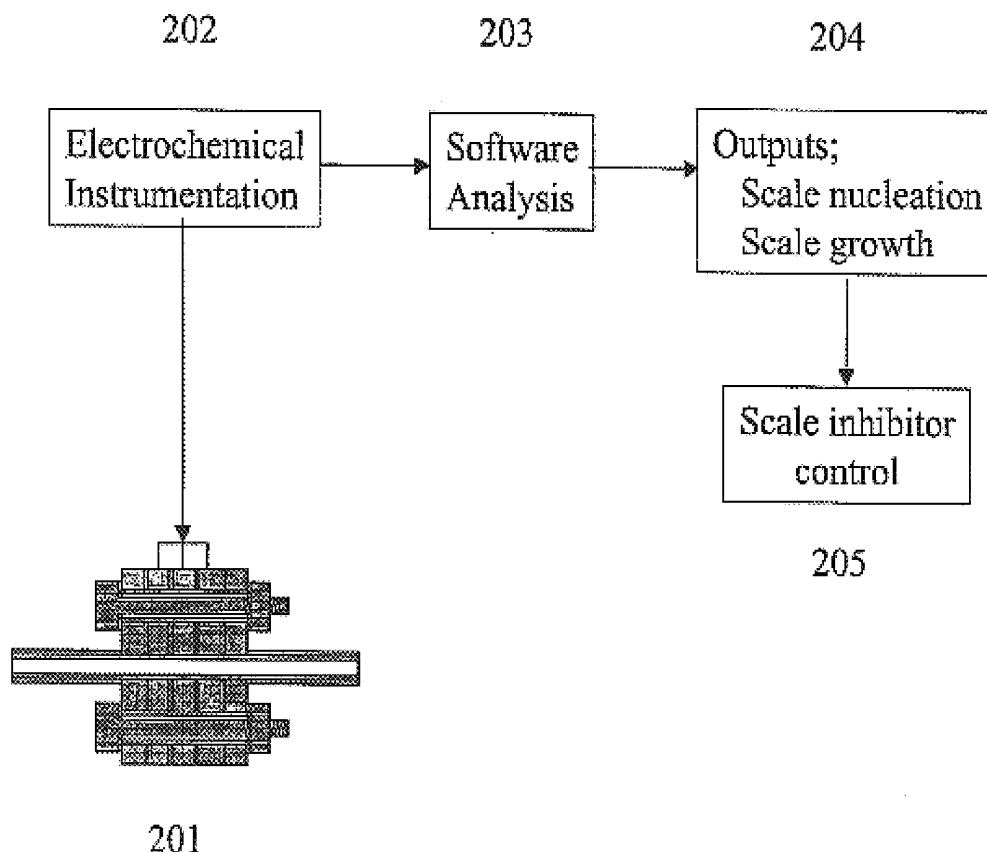 202
203
204
Electrochemical
Instrumentation
Software
Analysis
Outputs;
Scale nucleation
Scale growth
Scale inhibitor
control
205
201